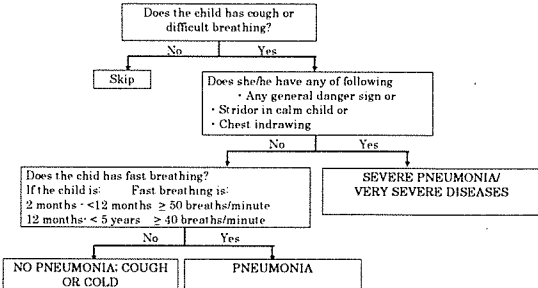 Does the child has cough or
difficult breathing?
No Yes
Skip
Does she/he have any of following
· Any general danger sign or
· Stridor in calm child or
· Chest indrawing
No Yes
Does the chid has fast breathing?
If the child is: Fast breathing is:
2 months - <12 months ≥ 50 breaths/minute
12 months- < 5 years ≥ 40 breaths/minute
SEVERE PNEUMONIA/
VERY SEVERE DISEASES
No Yes
NO PNEUMONIA; COUGH
OR COLD
PNEUMONIA